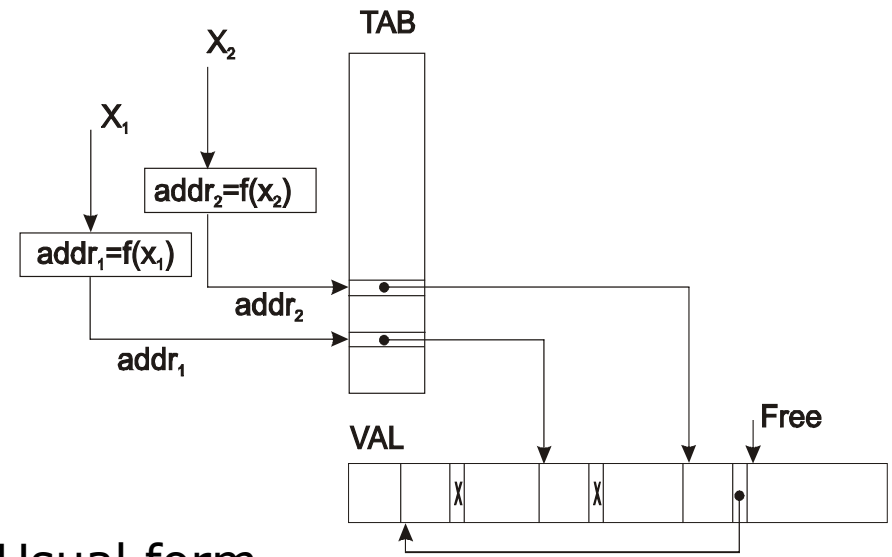 TAB
X₂
X₁
addr₂=f(x₂)
addr₁=f(x₁)
addr₂
addr₁
Free
VAL
X
X
Usual form